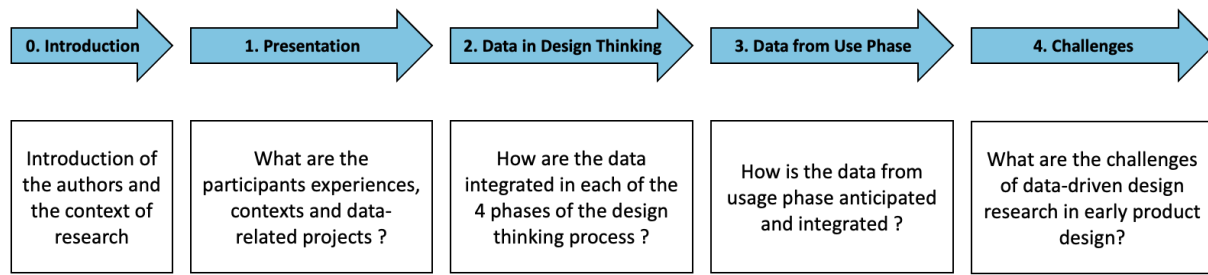 0. Introduction
1. Presentation
2. Data in Design Thinking
3. Data from Use Phase
4. Challenges
Introduction of
the authors and
the context of
research
What are the
participants experiences,
contexts and data-
related projects ?
How are the data
integrated in each of the
4 phases of the design
thinking process ?
How is the data from
usage phase anticipated
and integrated ?
What are the challenges
of data-driven design
research in early product
design?